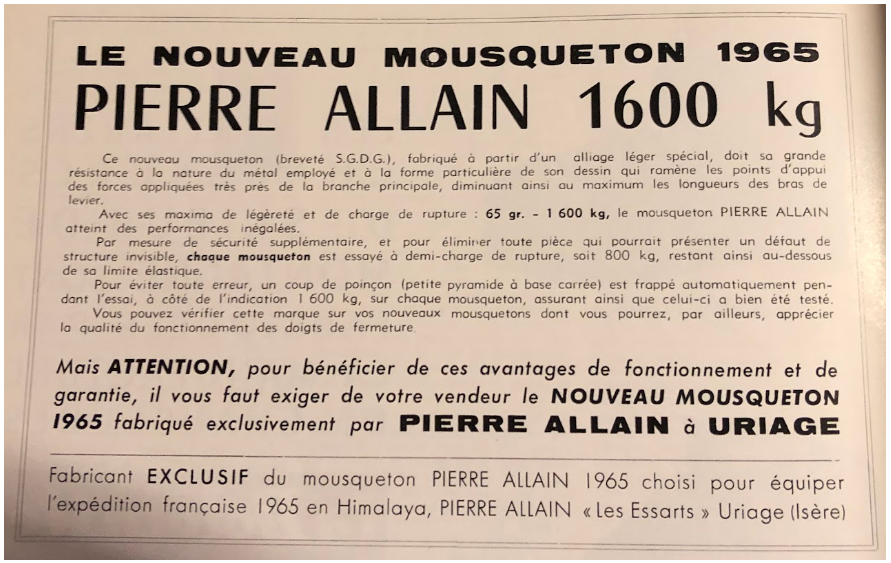 LE NOUVEAU MOUSQUETON 1965
PIERRE ALLAIN 1600 kg
Ce nouveau mousqueton (breveté S.G.D.G.), fabriqué à partir d'un alliage léger spécial, doit sa grande
résistance à la nature du métal employé et à la forme particulière de son dessin qui ramène les points d'appui
des forces appliquées très près de la branche principale, diminuant ainsi au maximum les longueurs des bras de
levier.
Avec ses maxima de légèreté et de charge de rupture : 65 gr. - 1 600 kg, le mousqueton PIERRE ALLAIN
atteint des performances inégalées.
Par mesure de sécurité supplémentaire, et pour éliminer toute pièce qui pourrait présenter un défaut de
structure invisible, chaque mousqueton est essayé à demi-charge de rupture, soit 800 kg, restant ainsi au-dessous
de sa limite élastique.
Pour éviter toute erreur, un coup de poinçon (petite pyramide à base carrée) est frappé automatiquement pen-
dant l'essai, à côté de l'indication 1 600 kg, sur chaque mousqueton, assurant ainsi que celui-ci a bien été testé.
Vous pouvez vérifier cette marque sur vos nouveaux mousquetons dont vous pourrez, par ailleurs, apprécier
la qualité du fonctionnement des doigts de fermeture.
Mais ATTENTION, pour bénéficier de ces avantages de fonctionnement et de
garantie, il vous faut exiger de votre vendeur le NOUVEAU MOUSQUETON
1965 fabriqué exclusivement par PIERRE ALLAIN à URIAGE
Fabricant EXCLUSIF du mousqueton PIERRE ALLAIN 1965 choisi pour équiper
l'expédition française 1965 en Himalaya, PIERRE ALLAIN « Les Essarts » Uriage (Isère)